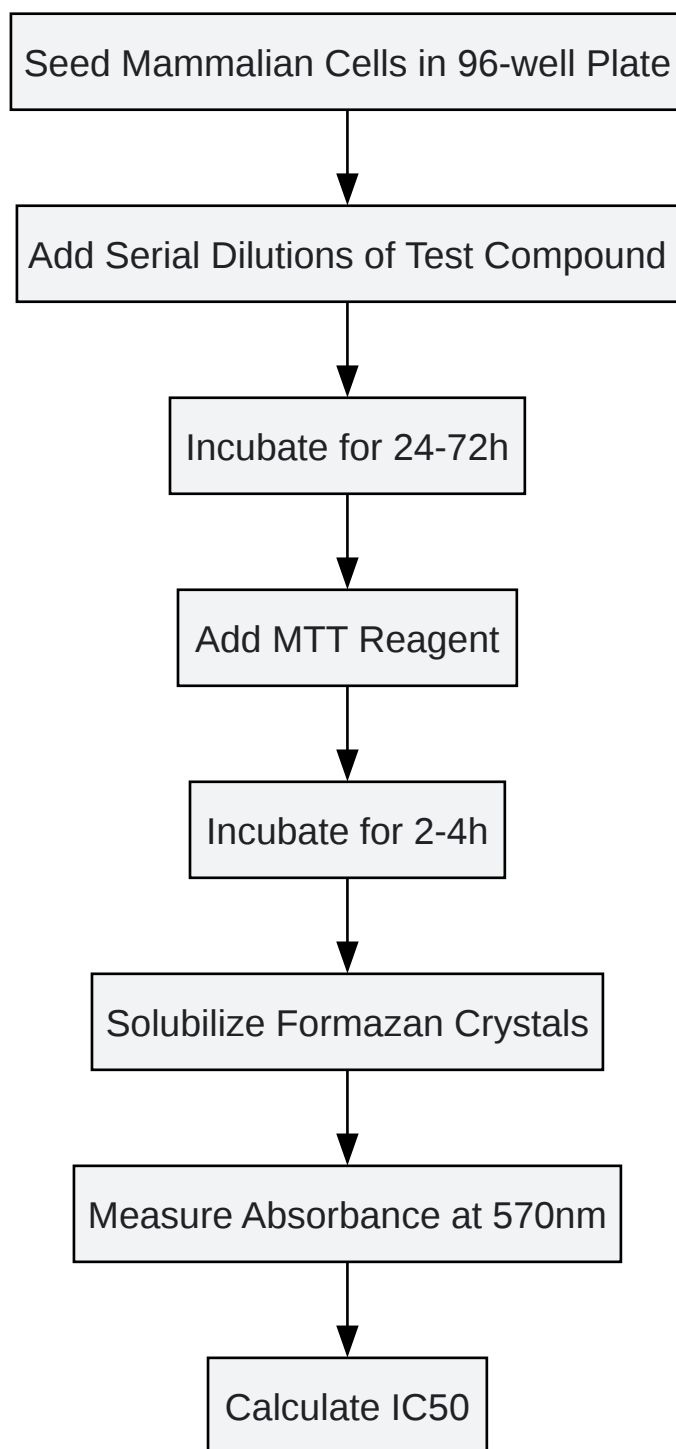 Seed Mammalian Cells in 96-well Plate
Add Serial Dilutions of Test Compound
Incubate for 24-72h
Add MTT Reagent
Incubate for 2-4h
Solubilize Formazan Crystals
Measure Absorbance at 570nm
Calculate IC50